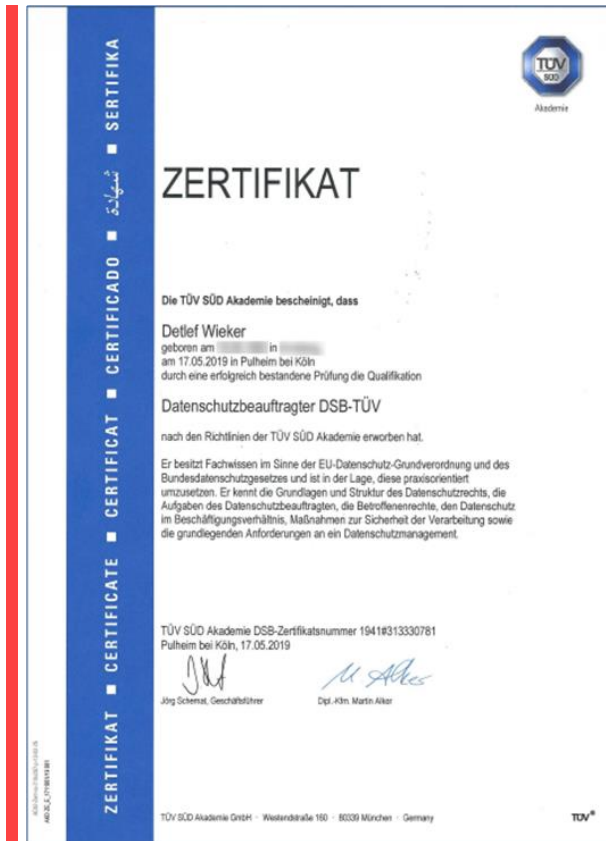 TÜV
SÜD
Akademie
ZERTIFIKAT ■ CERTIFICATE ■ CERTIFICAT ■ CERTIFICADO ■ شهادة ■ SERTIFIKA
ZERTIFIKAT
Die TÜV SÜD Akademie bescheinigt, dass
Detlef Wieker
geboren am in
am 17.05.2019 in Pulheim bei Köln
durch eine erfolgreich bestandene Prüfung die Qualifikation
Datenschutzbeauftragter DSB-TÜV
nach den Richtlinien der TÜV SÜD Akademie erworben hat.
Er besitzt Fachwissen im Sinne der EU-Datenschutz-Grundverordnung und des
Bundesdatenschutzgesetzes und ist in der Lage, diese praxisorientiert
umzusetzen. Er kennt die Grundlagen und Struktur des Datenschutzrechts, die
Aufgaben des Datenschutzbeauftragten, die Betroffenenrechte, den Datenschutz
im Beschäftigungsverhältnis, Maßnahmen zur Sicherheit der Verarbeitung sowie
die grundlegenden Anforderungen an ein Datenschutzmanagement.
TÜV SÜD Akademie DSB-Zertifikatsnummer 1941#313330781
Pulheim bei Köln, 17.05.2019
M Alker
Jörg Schemat, Geschäftsführer
Dipl.-Kfm. Martin Alker
TÜV SÜD Akademie GmbH · Westendstraße 160 · 80339 München · Germany
TÜV®